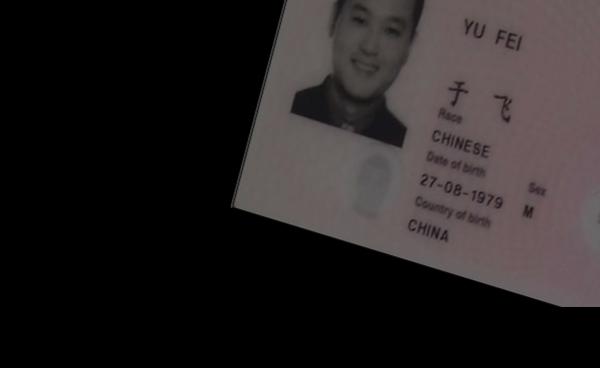 YU FEI
于 飞
Race
CHINESE
Date of birth Sex
27-08-1979 M
Country of birth
CHINA